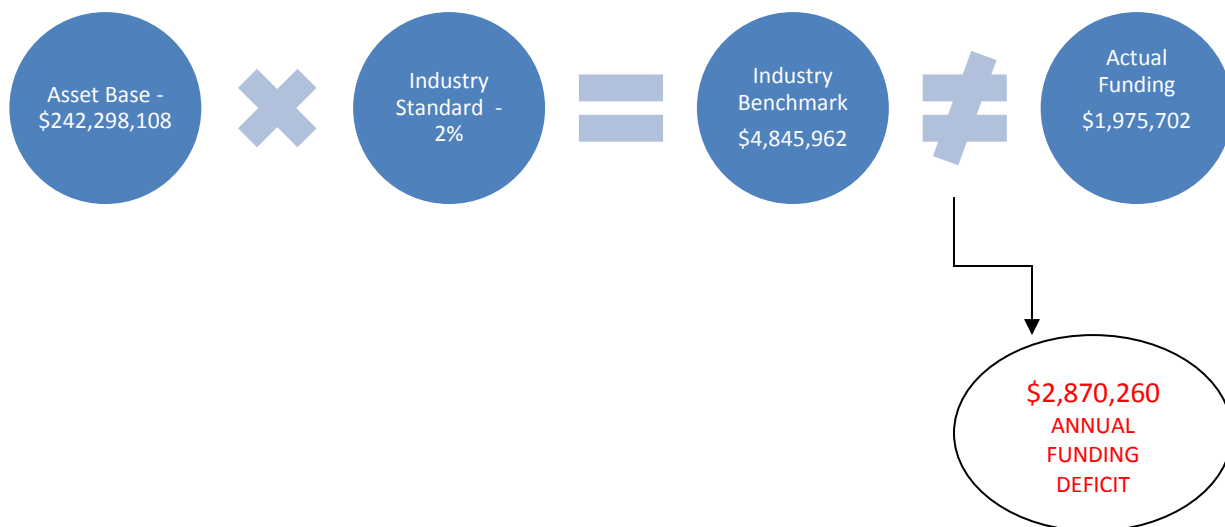 Asset Base -
$242,298,108
Industry
Standard -
2%
Industry
Benchmark
$4,845,962
Actual
Funding
$1,975,702
$2,870,260
ANNUAL
FUNDING
DEFICIT